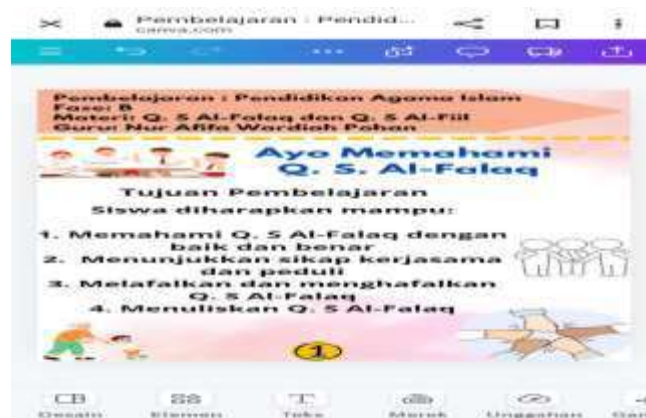 Pembelajaran : Pendid...
canva.com
Pembelajaran : Pendidikan Agama Islam
Fase: B
Materi: Q. S Al-Falaq dan Q. S Al-Fiil
Guru: Nur Afifa Wardiah Pohan
Ayo Memahami
Q. S. Al-Falaq
Tujuan Pembelajaran
Siswa diharapkan mampu:
1. Memahami Q. S Al-Falaq dengan
baik dan benar
2. Menunjukkan sikap kerjasama
dan peduli
3. Melafalkan dan menghafalkan
Q. S Al-Falaq
4. Menuliskan Q. S Al-Falaq
1
Desain Elemen Teks Merek Unggahan